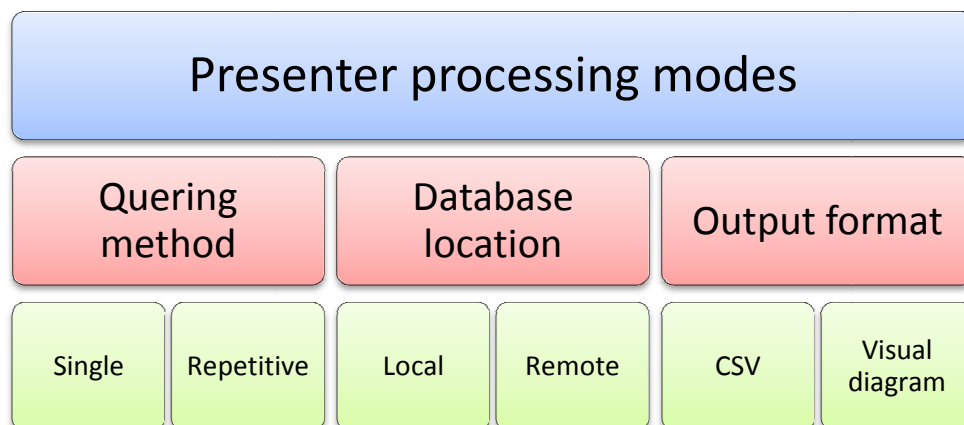 Presenter processing modes
Quering
method
Database
location
Output format
Single
Repetitive
Local
Remote
CSV
Visual
diagram